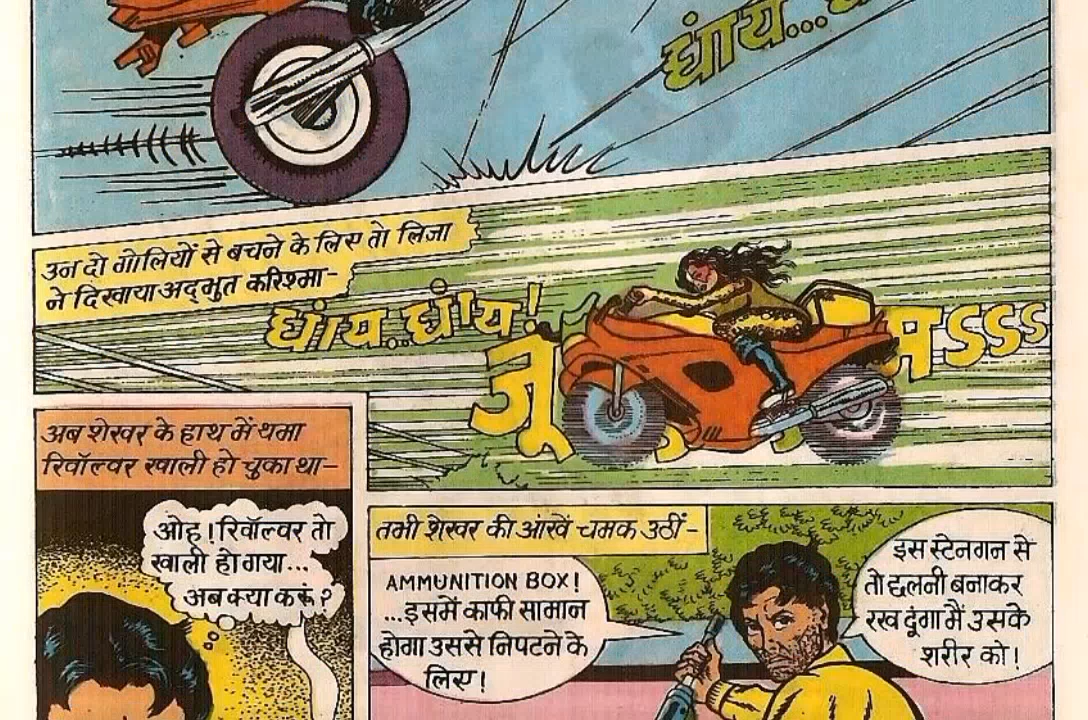 धांय...
उन दो गोलियों से बचने के लिए तो लिजा
ने दिखाया अद्भुत करिश्मा-
धांय..धांय!
जू
म SSS
अब शेखर के हाथ में थमा
रिवॉल्वर खाली हो चुका था-
ओह! रिवॉल्वर तो
खाली हो गया...
अब क्या करूं?
तभी शेखर की आंखें चमक उठीं-
AMMUNITION BOX!
...इसमें काफी सामान
होगा उससे निपटने के
लिए!
इस स्टेनगन से
तो छलनी बनाकर
रख दूंगा मैं उसके
शरीर को!